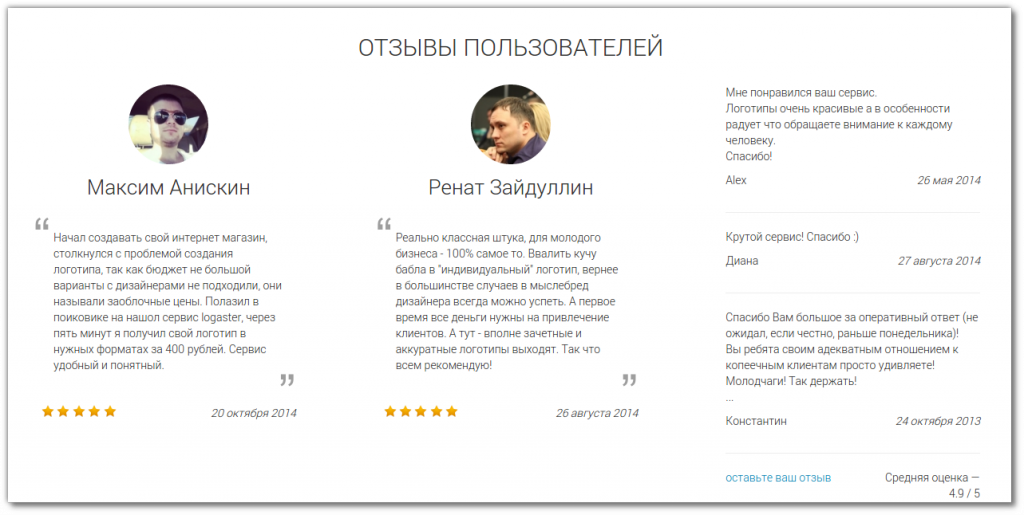 ОТЗЫВЫ ПОЛЬЗОВАТЕЛЕЙ
Максим Анискин
“
Начал создавать свой интернет магазин,
столкнулся с проблемой создания
логотипа, так как бюджет не большой
варианты с дизайнерами не подходили, они
называли заоблочные цены. Полазил в
поиковике на нашол сервис logaster, через
пять минут я получил свой логотип в
нужных форматах за 400 рублей. Сервис
удобный и понятный.
”
20 октября 2014
Ренат Зайдуллин
“
Реально классная штука, для молодого
бизнеса - 100% самое то. Ввалить кучу
бабла в "индивидуальный" логотип, вернее
в большинстве случаев в мыслебред
дизайнера всегда можно успеть. А первое
время все деньги нужны на привлечение
клиентов. А тут - вполне зачетные и
аккуратные логотипы выходят. Так что
всем рекомендую!
”
26 августа 2014
Мне понравился ваш сервис.
Логотипы очень красивые а в особенности
радует что обращаете внимание к каждому
человеку.
Спасибо!
Alex 26 мая 2014
Крутой сервис! Спасибо :)
Диана 27 августа 2014
Спасибо Вам большое за оперативный ответ (не
ожидал, если честно, раньше понедельника)!
Вы ребята своим адекватным отношением к
копеечным клиентам просто удивляете!
Молодчаги! Так держать!
...
Константин 24 октября 2013
оставьте ваш отзыв Средняя оценка —
4.9 / 5